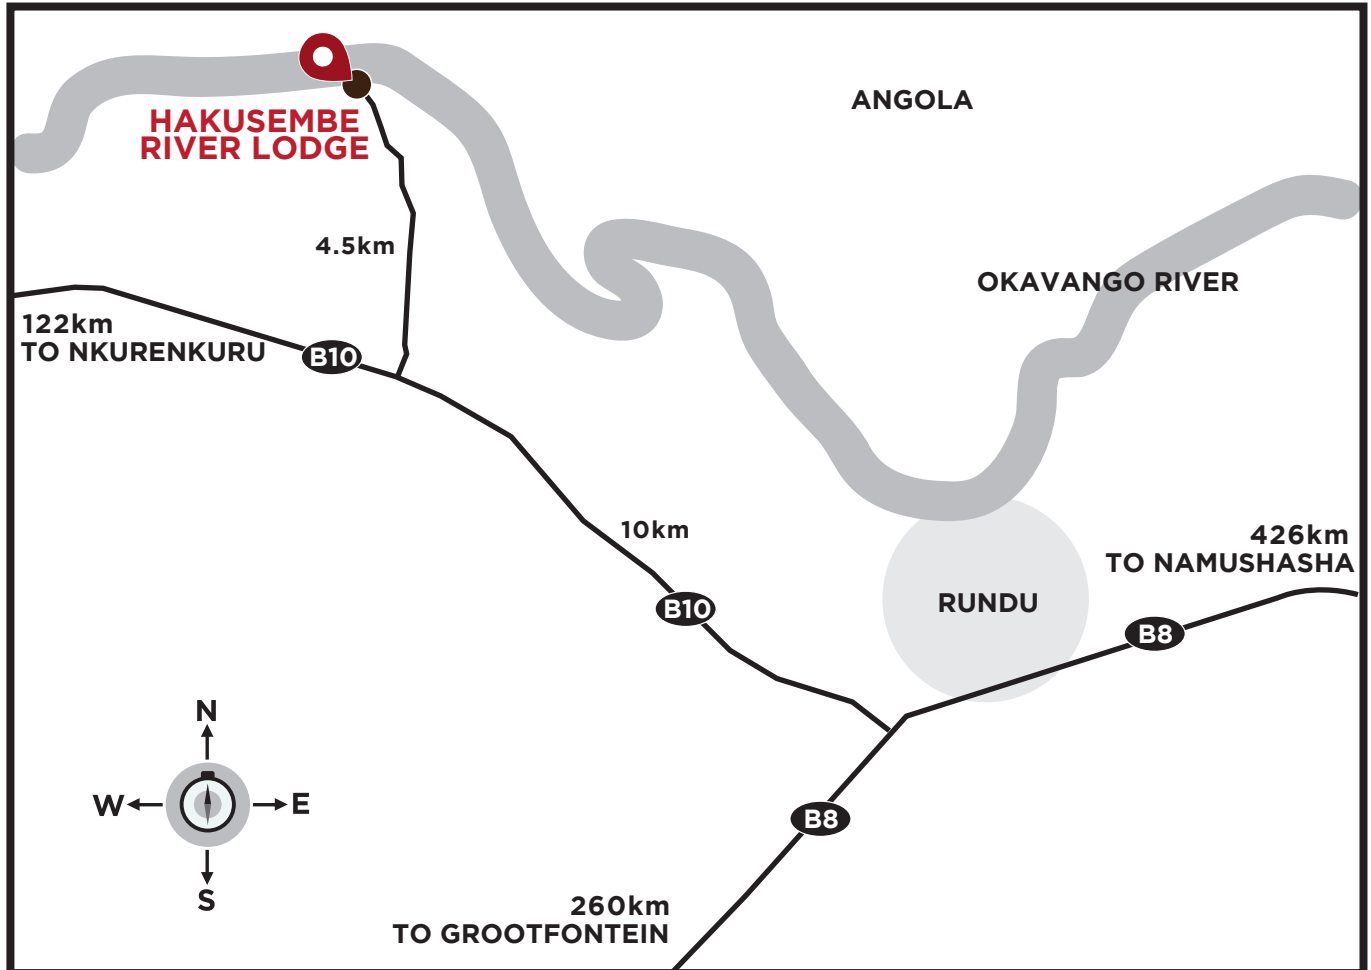 ANGOLA
HAKUSEMBE
RIVER LODGE
4.5km
OKAVANGO RIVER
122km
TO NKURENKURU
B10
10km
426km
TO NAMUSHASHA
RUNDU
B10
B8
N
W
E
S
B8
260km
TO GROOTFONTEIN